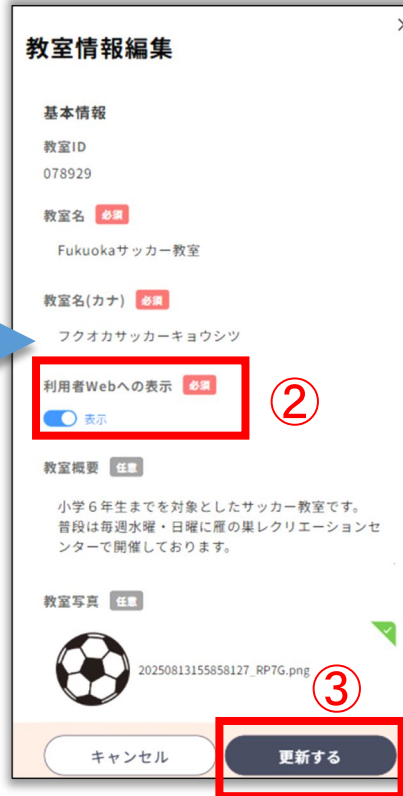 教室情報編集
基本情報
教室ID
078929
教室名 必須
Fukuokaサッカー教室
教室名(カナ) 必須
フクオカサッカーキョウシツ
利用者Webへの表示 必須
表示
②
教室概要 任意
小学６年生までを対象としたサッカー教室です。
普段は毎週水曜・日曜に雁の巣レクリエーションセ
ンターで開催しております。
教室写真 任意
20250813155858127_RP7G.png
③
キャンセル
更新する